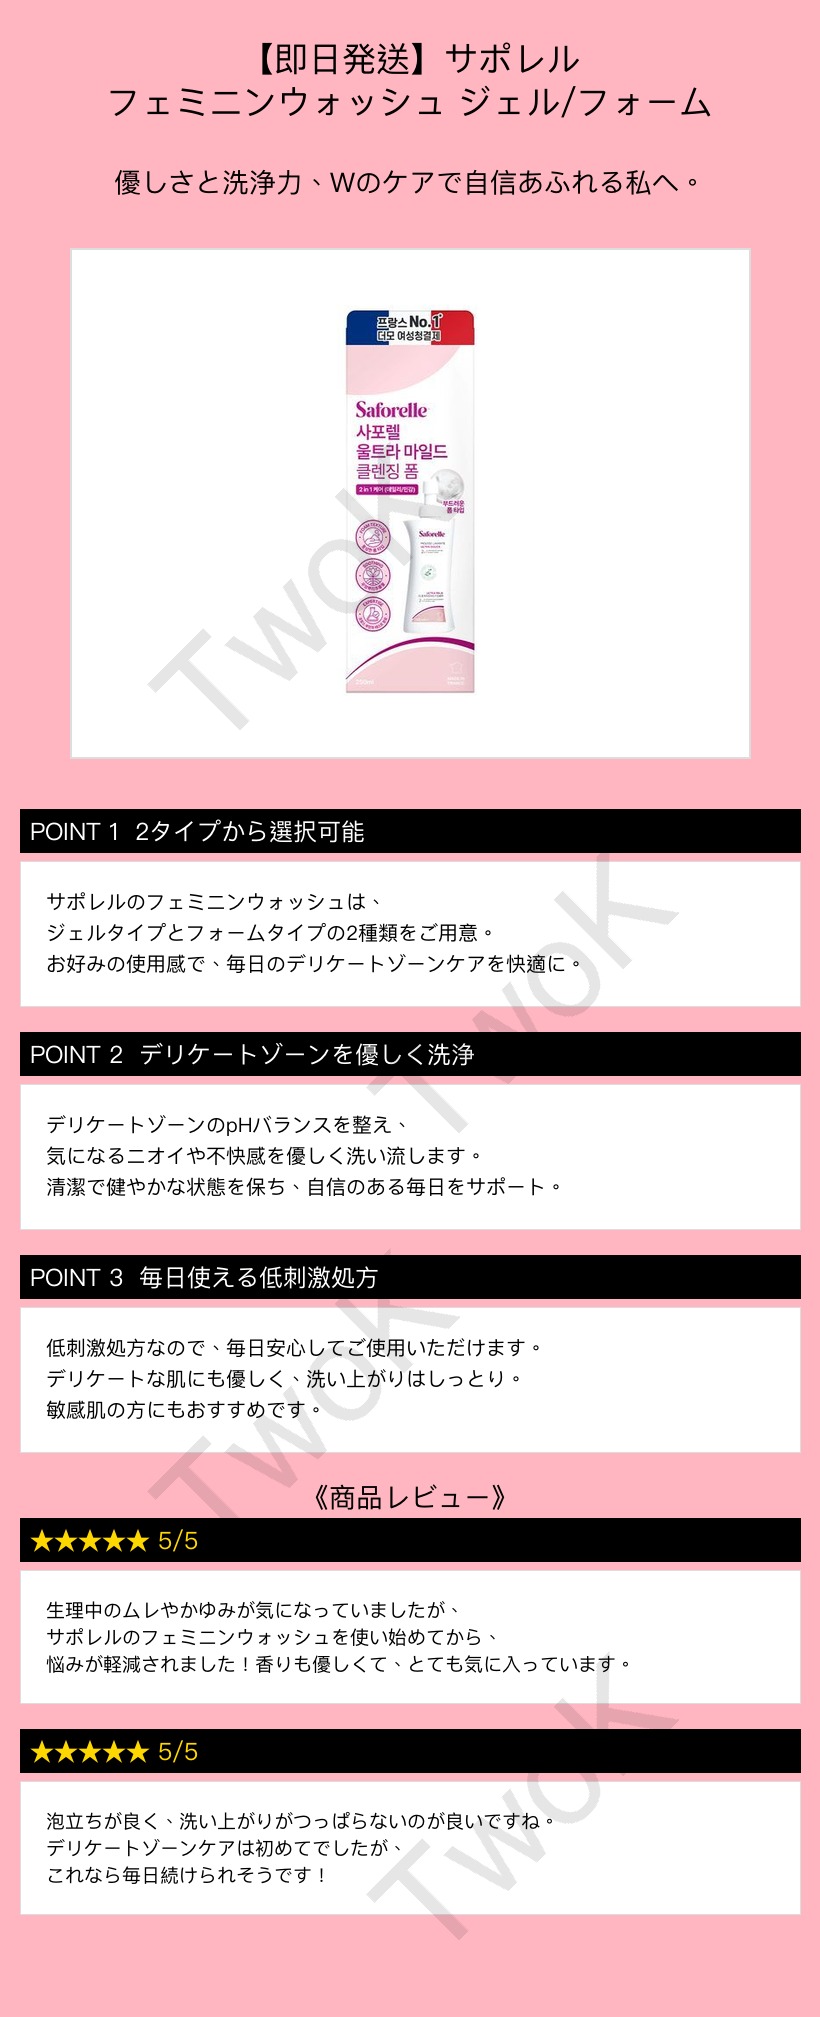 【即日発送】サポレル
フェミニンウォッシュ ジェル/フォーム
優しさと洗浄力、Wのケアで自信あふれる私へ。
프랑스 No.1
더모 여성청결제
Saforelle
사포렐
울트라 마일드
클렌징 폼
2 in 1 케어 (데일리/민감)
부드러운
폼 타입
Saforelle
250ml
TwoK
POINT 1 2タイプから選択可能
サポレルのフェミニンウォッシュは、
ジェルタイプとフォームタイプの2種類をご用意。
お好みの使用感で、毎日のデリケートゾーンケアを快適に。
TwoK
POINT 2 デリケートゾーンを優しく洗浄
デリケートゾーンのpHバランスを整え、
気になるニオイや不快感を優しく洗い流します。
清潔で健やかな状態を保ち、自信のある毎日をサポート。
POINT 3 毎日使える低刺激処方
低刺激処方なので、毎日安心してご使用いただけます。
デリケートな肌にも優しく、洗い上がりはしっとり。
敏感肌の方にもおすすめです。
TwoK
《商品レビュー》
★★★★★ 5/5
生理中のムレやかゆみが気になっていましたが、
サポレルのフェミニンウォッシュを使い始めてから、
悩みが軽減されました！香りも優しくて、とても気に入っています。
★★★★★ 5/5
泡立ちが良く、洗い上がりがつっぱらないのが良いですね。
デリケートゾーンケアは初めてでしたが、
これなら毎日続けられそうです！
TwoK